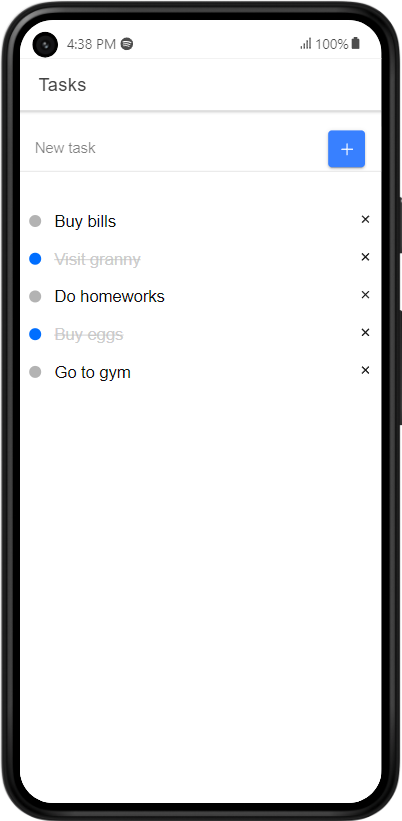 4:38 PM 100%
Tasks
New task
Buy bills
Visit granny
Do homeworks
Buy eggs
Go to gym